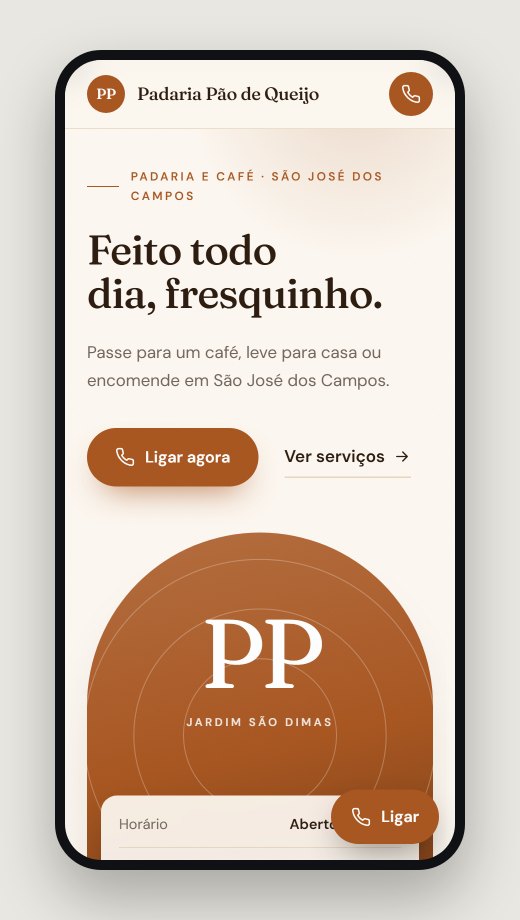 PP Padaria Pão de Queijo
PADARIA E CAFÉ · SÃO JOSÉ DOS
CAMPOS
Feito todo
dia, fresquinho.
Passe para um café, leve para casa ou
encomende em São José dos Campos.
Ligar agora
Ver serviços →
PP
JARDIM SÃO DIMAS
Horário
Ligar